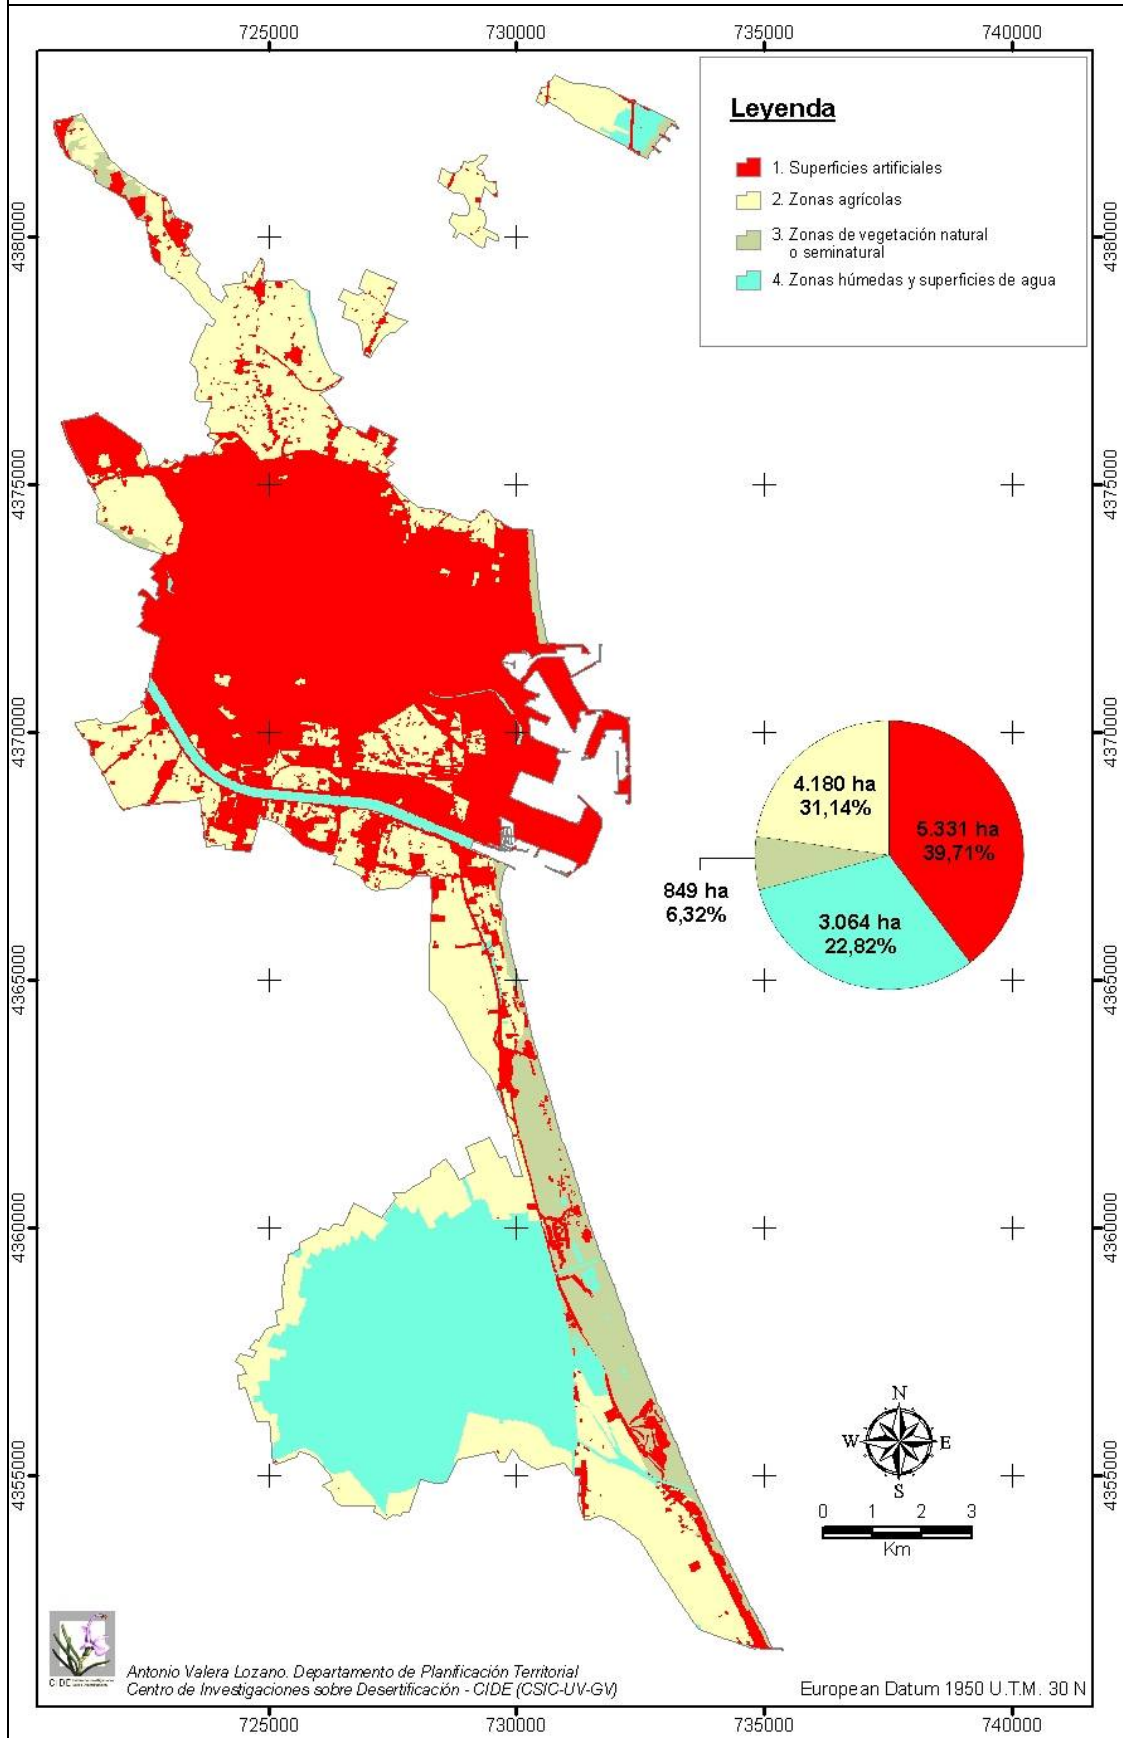 725000 730000 735000 740000
Leyenda
1. Superficies artificiales
2. Zonas agrícolas
3. Zonas de vegetación natural
o seminatural
4. Zonas húmedas y superficies de agua
4380000 4380000
4375000 4375000
4370000 4370000
4.180 ha
31,14%
5.331 ha
39,71%
849 ha
6,32%
3.064 ha
22,82%
4365000 4365000
4360000 4360000
N
W E
S
4355000 4355000
0 1 2 3
Km
CIDE
Antonio Valera Lozano. Departamento de Planificación Territorial
Centro de Investigaciones sobre Desertificación - CIDE (CSIC-UV-GV)
European Datum 1950 U.T.M. 30 N
725000 730000 735000 740000